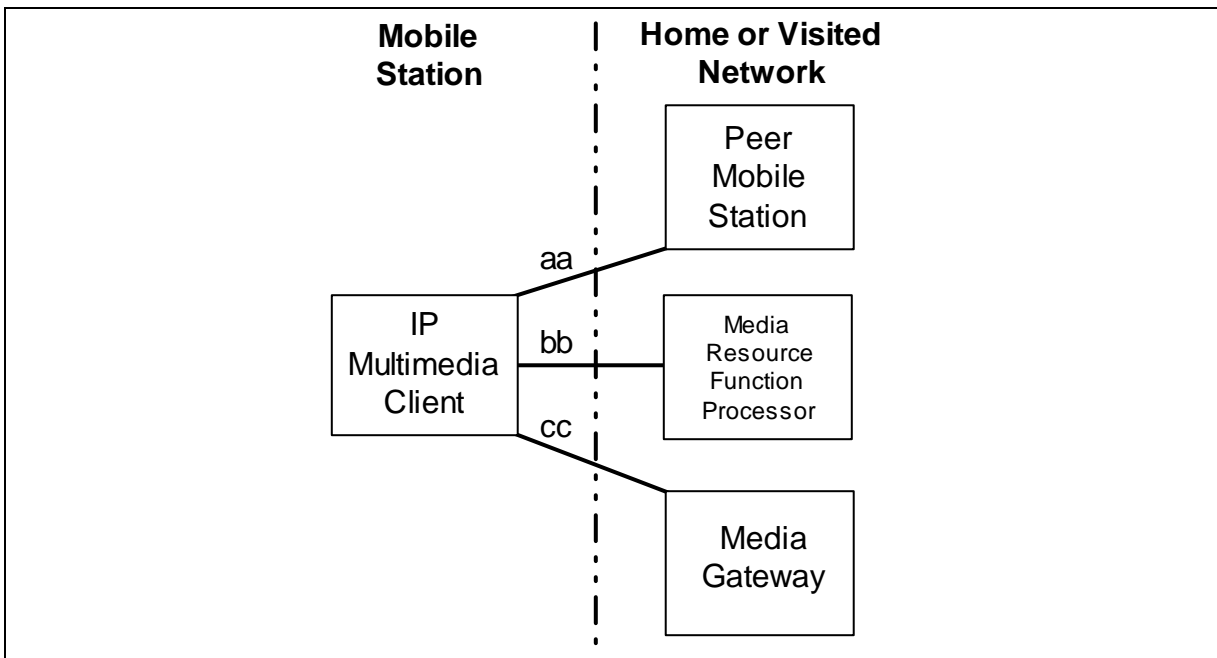 Mobile
Station
Home or Visited
Network
Peer
Mobile
Station
aa
IP
Multimedia
Client
bb
Media
Resource
Function
Processor
cc
Media
Gateway